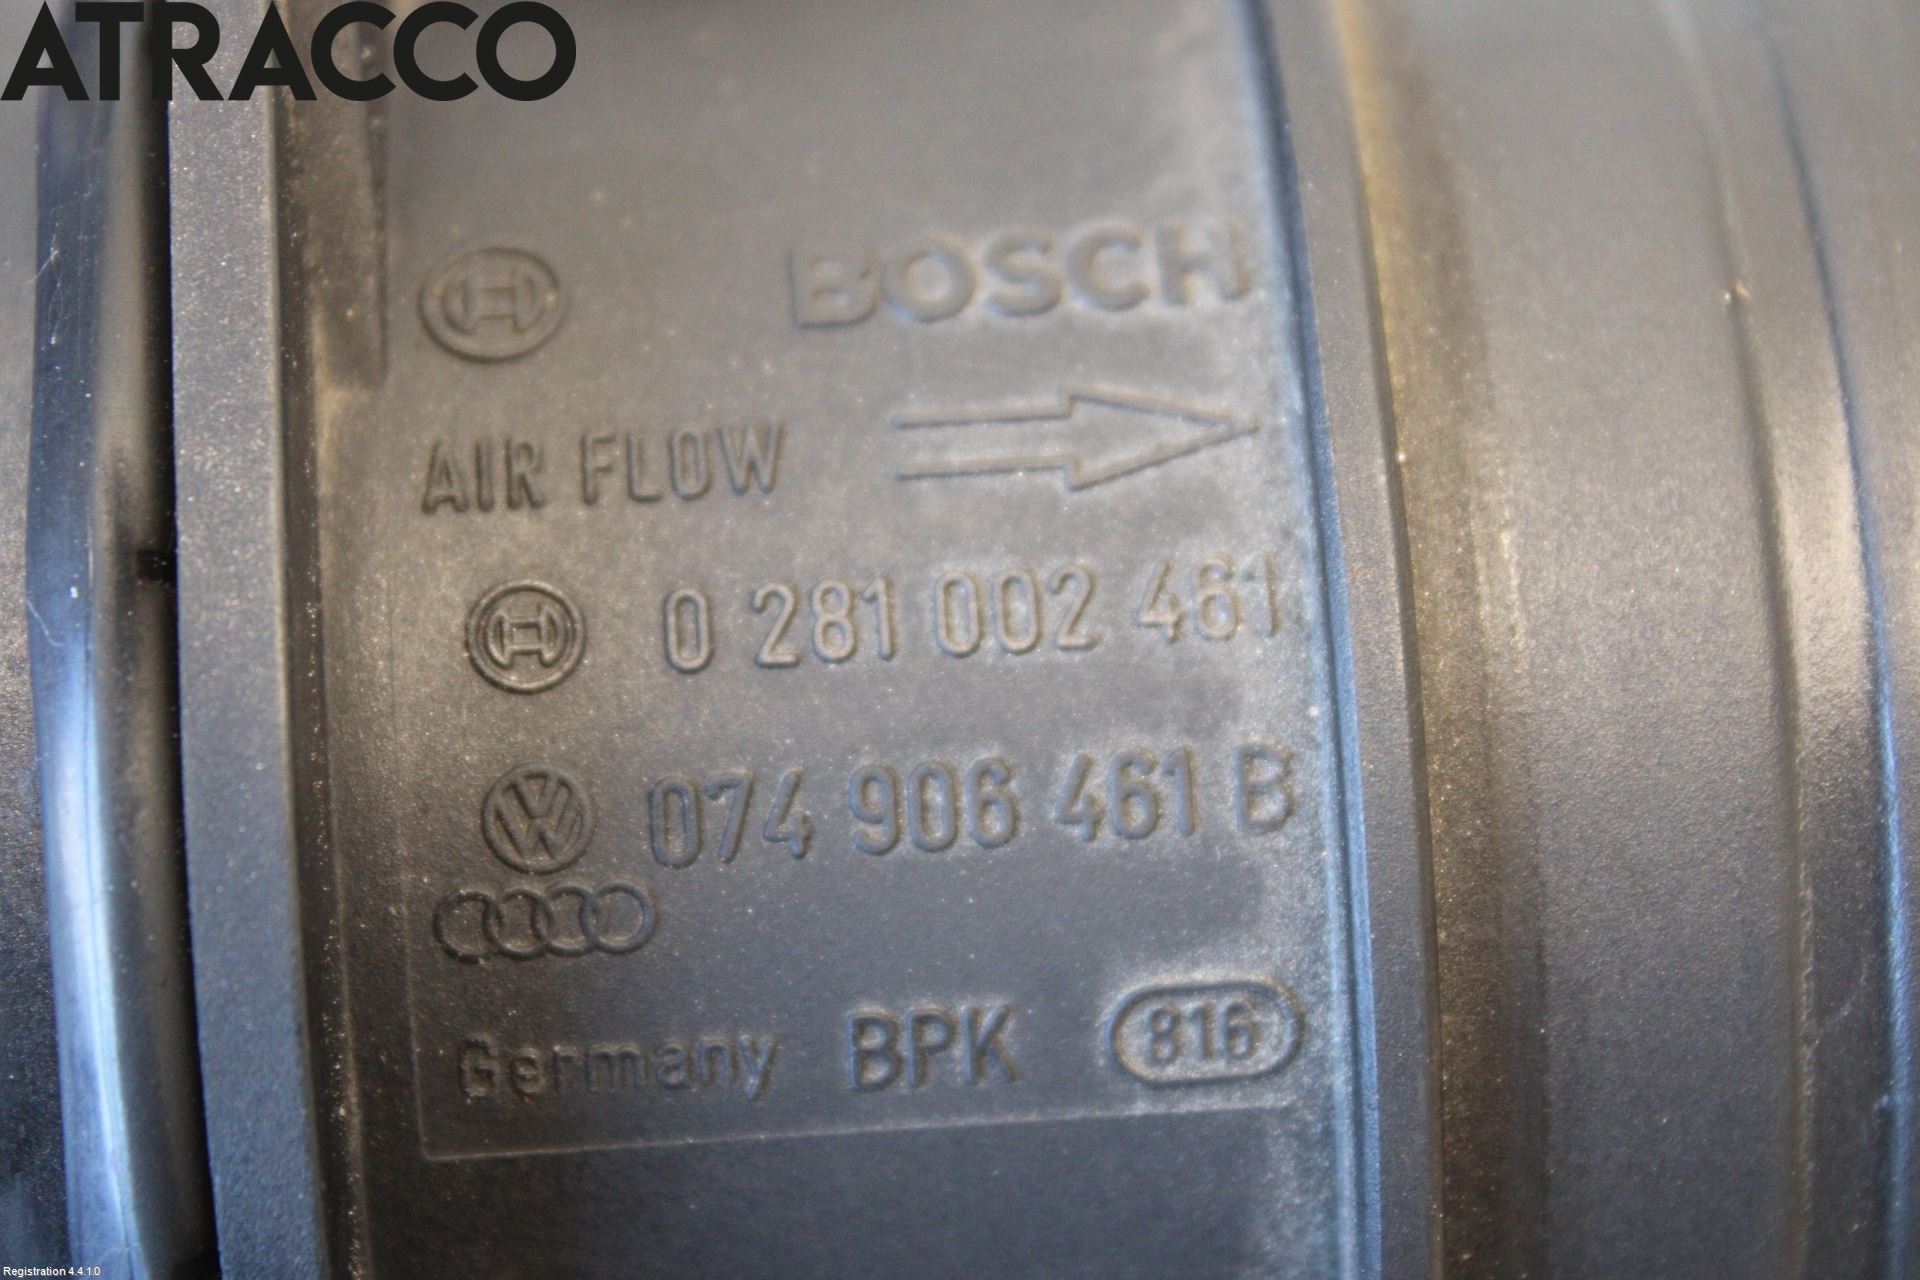 ATRACCO
BOSCH
AIR FLOW
0 281 002 461
074 906 461 B
Germany BPK 816
Registration 4.4.1.0